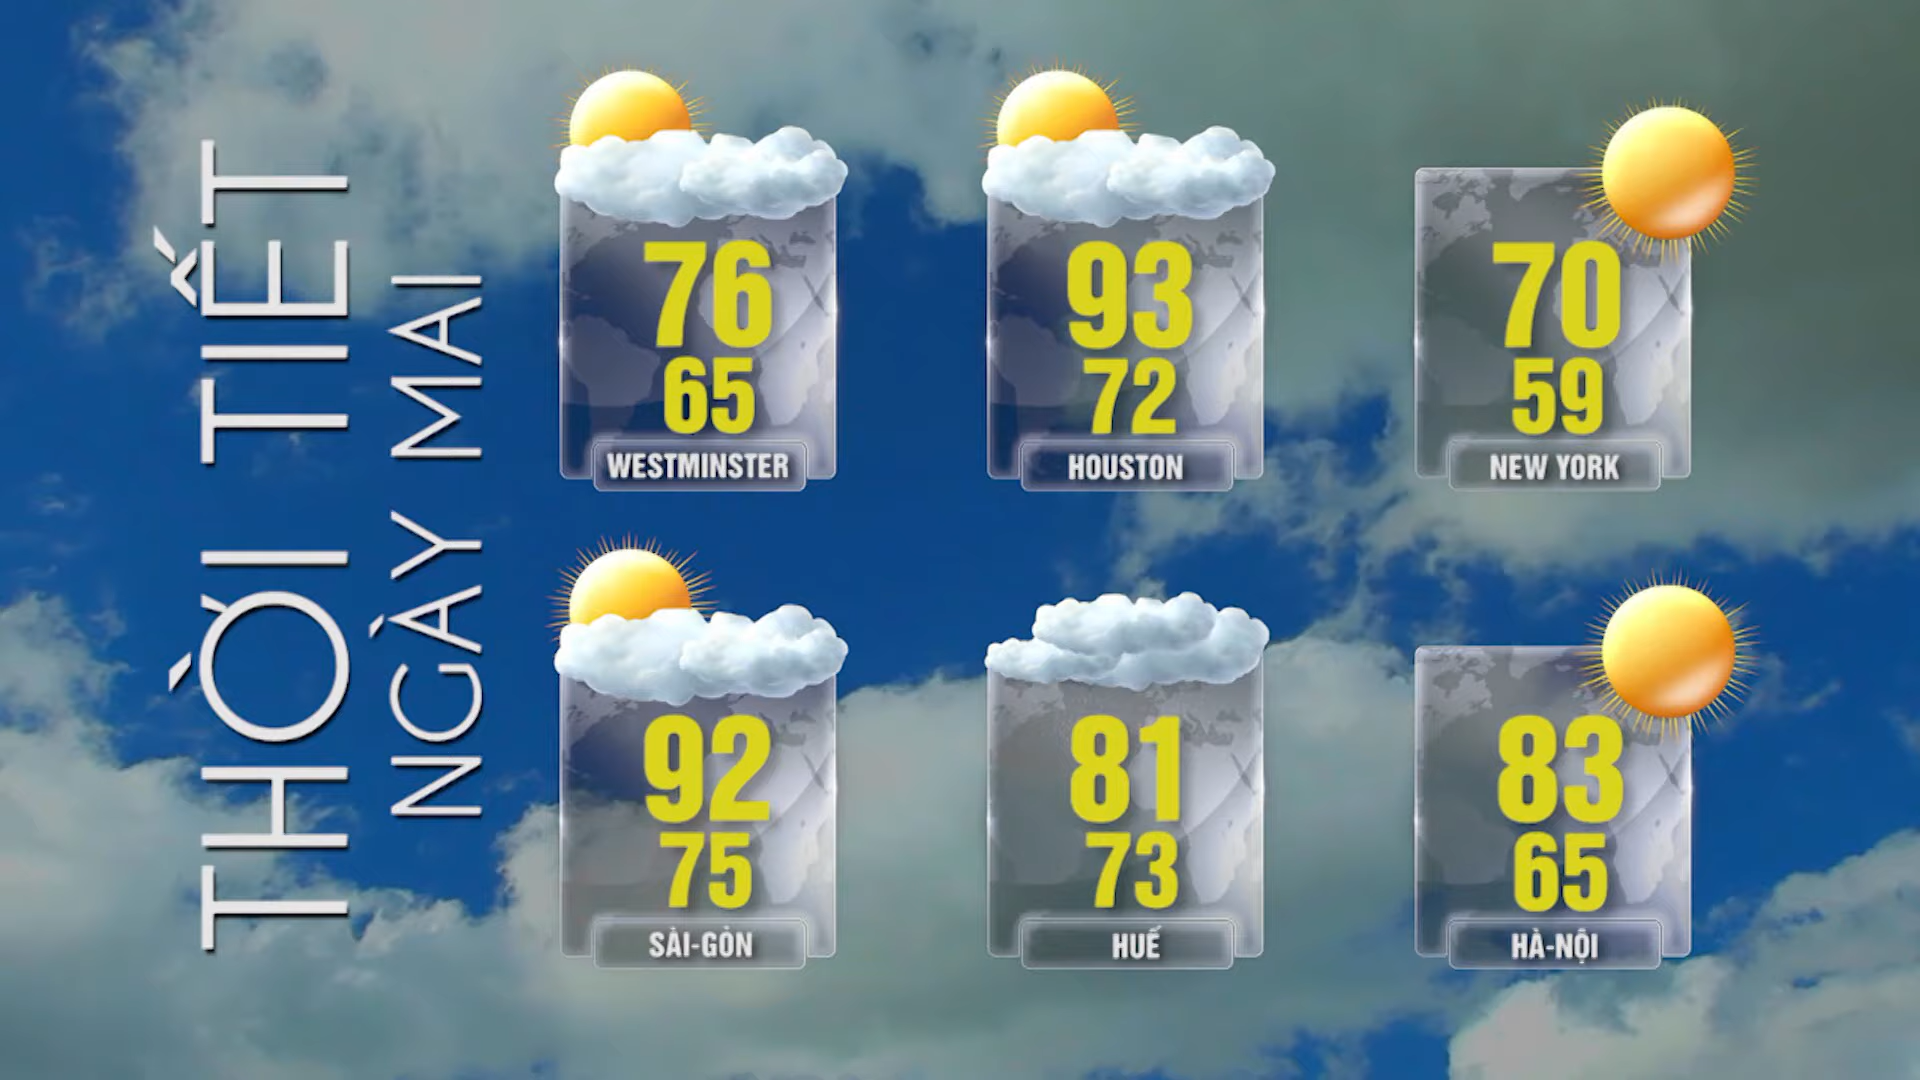 THỜI TIẾT
NGÀY MAI
76
65
WESTMINSTER
93
72
HOUSTON
70
59
NEW YORK
92
75
SÀI-GÒN
81
73
HUẾ
83
65
HÀ-NỘI